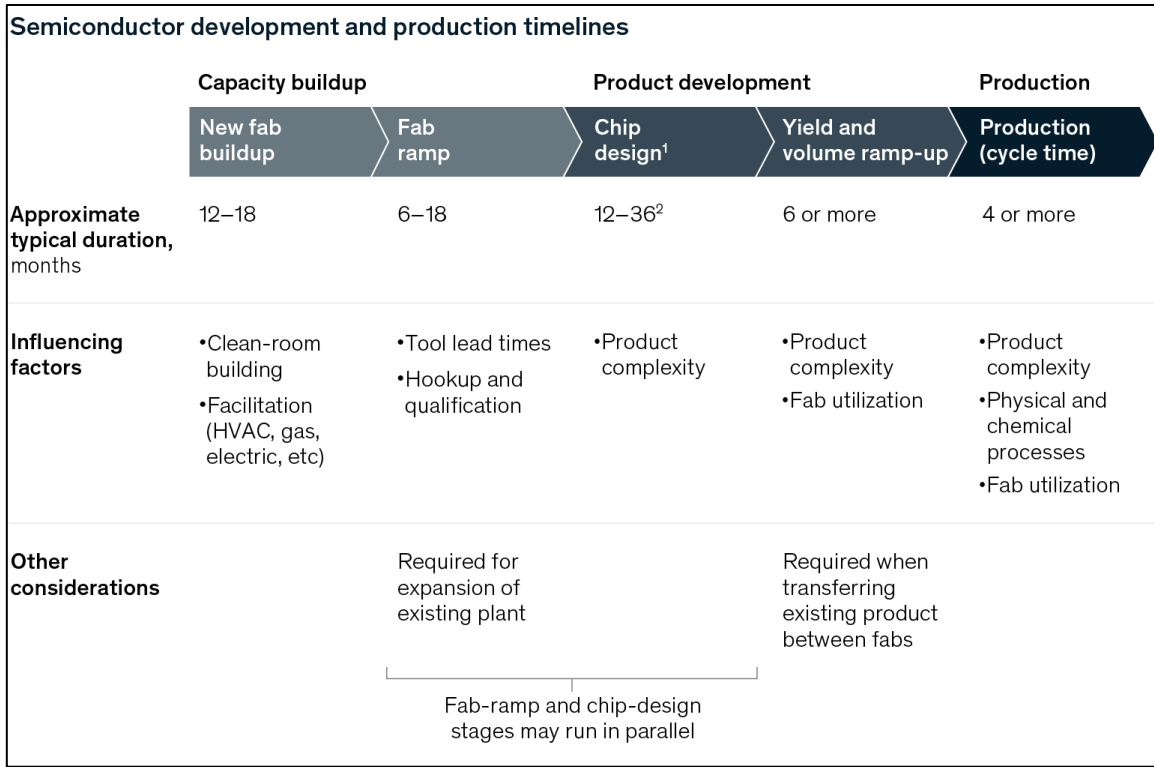 Semiconductor development and production timelines
Capacity buildup
Product development
Production
New fab
buildup
Fab
ramp
Chip
design¹
Yield and
volume ramp-up
Production
(cycle time)
Approximate
typical duration,
months
12–18
6–18
12–36²
6 or more
4 or more
Influencing
factors
•Clean-room
building
•Facilitation
(HVAC, gas,
electric, etc)
•Tool lead times
•Hookup and
qualification
•Product
complexity
•Product
complexity
•Fab utilization
•Product
complexity
•Physical and
chemical
processes
•Fab utilization
Other
considerations
Required for
expansion of
existing plant
Required when
transferring
existing product
between fabs
Fab-ramp and chip-design
stages may run in parallel